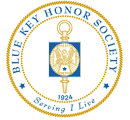 BLUE KEY HONOR SOCIETY
1924
Serving I Live